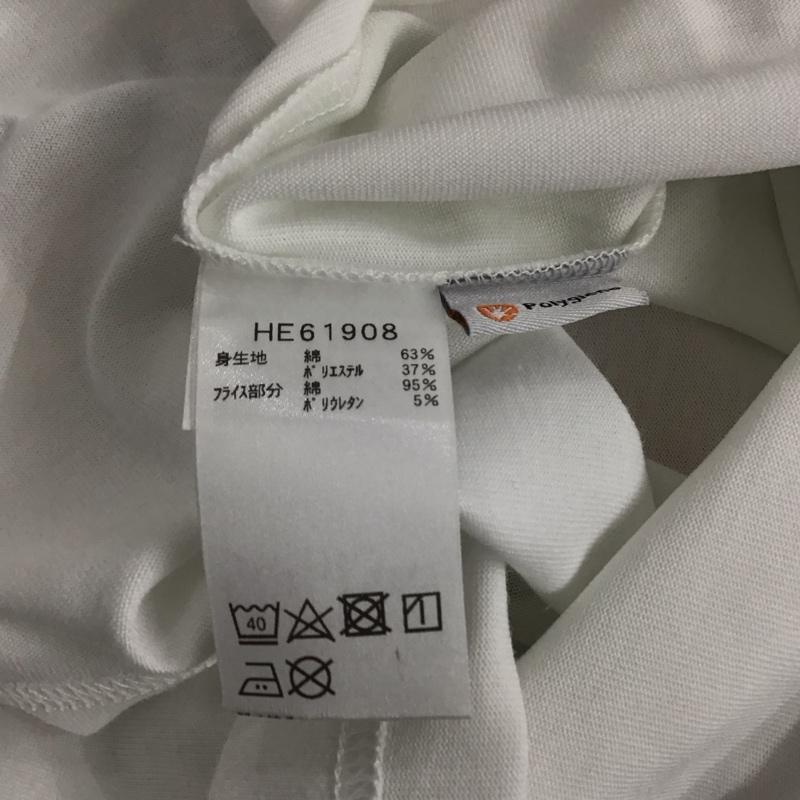 HE61908
身生地 綿 63%
ポリエステル 37%
フライス部分 綿 95%
ポリウレタン 5%
40
Polygiene